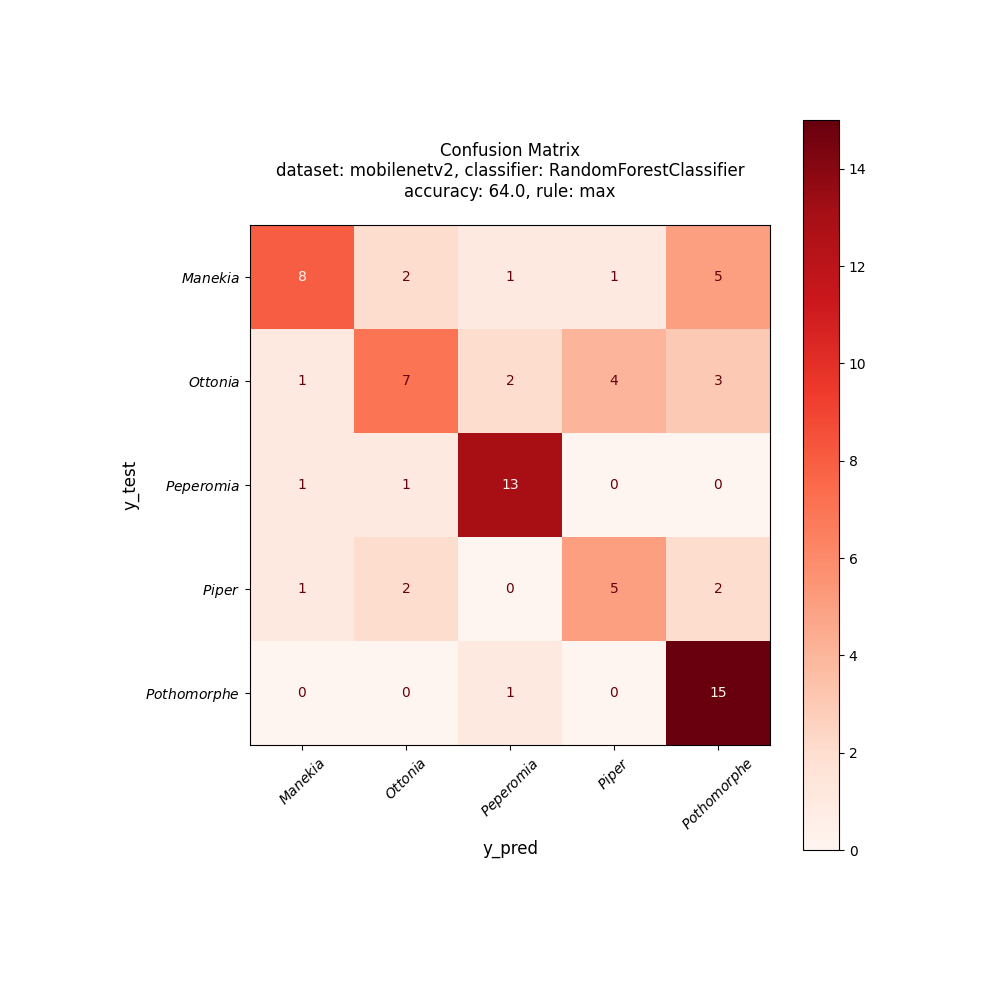 Confusion Matrix
dataset: mobilenetv2, classifier: RandomForestClassifier
accuracy: 64.0, rule: max
Manekia 8 2 1 1 5
Ottonia 1 7 2 4 3
Peperomia 1 1 13 0 0
Piper 1 2 0 5 2
Pothomorphe 0 0 1 0 15
y_test
Manekia Ottonia Peperomia Piper Pothomorphe
y_pred
14
12
10
8
6
4
2
0